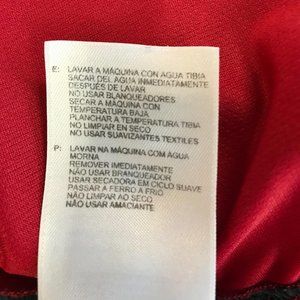 E: LAVAR A MÁQUINA CON AGUA TIBIA
SACAR DEL AGUA INMEDIATAMENTE
DESPUÉS DE LAVAR
NO USAR BLANQUEADORES
SECAR A MÁQUINA CON
TEMPERATURA BAJA
PLANCHAR A TEMPERATURA TIBIA
NO LIMPIAR EN SECO
NO USAR SUAVIZANTES TEXTILES
P: LAVAR NA MÁQUINA COM AGUA
MORNA
REMOVER IMEDIATAMENTE
NÃO USAR BRANQUEADOR
USAR SECADORA EM CICLO SUAVE
PASSAR A FERRO A FRIO
NÃO LIMPAR AO SECO
NÃO USAR AMACIANTE